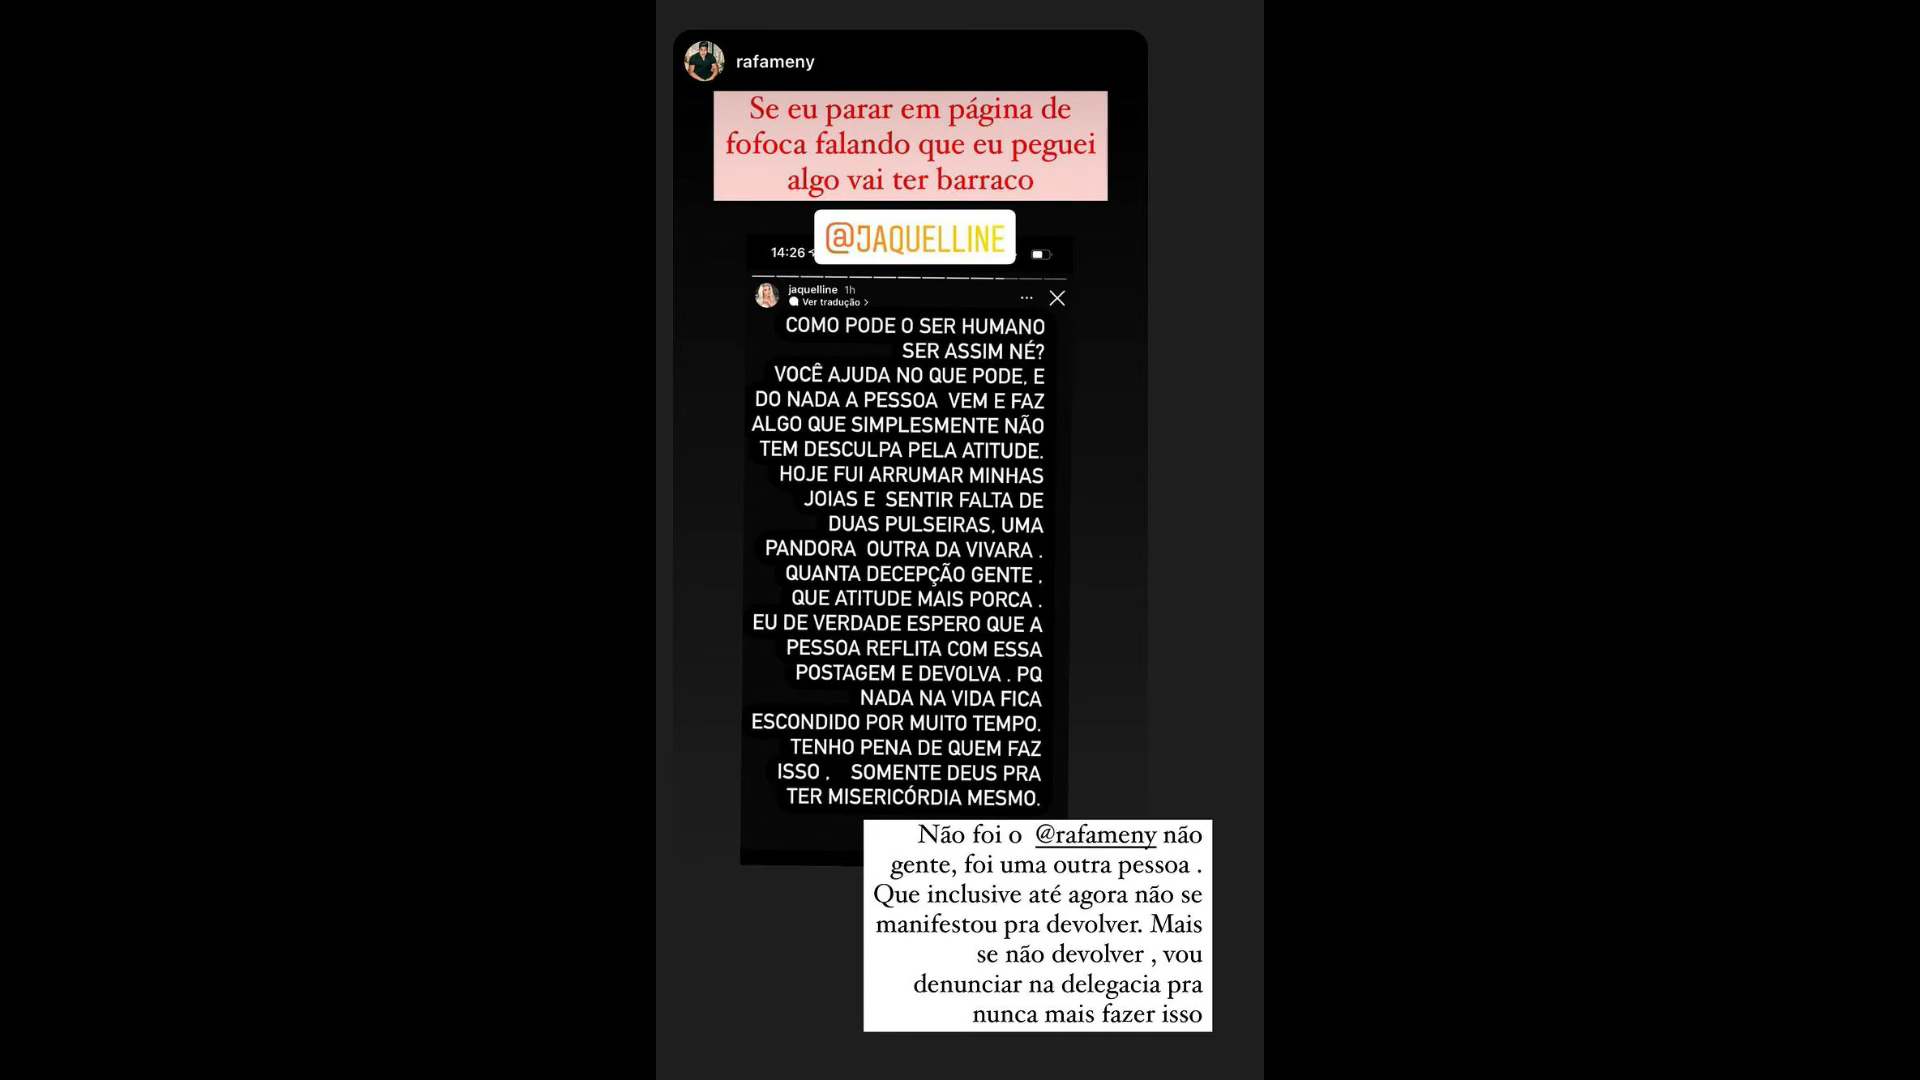 rafameny
Se eu parar em página de
fofoca falando que eu peguei
algo vai ter barraco
@JAQUELLINE
14:26
jaquelline 1h
Ver tradução >
COMO PODE O SER HUMANO
SER ASSIM NÉ?
VOCÊ AJUDA NO QUE PODE, E
DO NADA A PESSOA VEM E FAZ
ALGO QUE SIMPLESMENTE NÃO
TEM DESCULPA PELA ATITUDE.
HOJE FUI ARRUMAR MINHAS
JOIAS E SENTIR FALTA DE
DUAS PULSEIRAS, UMA
PANDORA OUTRA DA VIVARA .
QUANTA DECEPÇÃO GENTE ,
QUE ATITUDE MAIS PORCA .
EU DE VERDADE ESPERO QUE A
PESSOA REFLITA COM ESSA
POSTAGEM E DEVOLVA . PQ
NADA NA VIDA FICA
ESCONDIDO POR MUITO TEMPO.
TENHO PENA DE QUEM FAZ
ISSO , SOMENTE DEUS PRA
TER MISERICÓRDIA MESMO.
Não foi o @rafameny não
gente, foi uma outra pessoa .
Que inclusive até agora não se
manifestou pra devolver. Mais
se não devolver , vou
denunciar na delegacia pra
nunca mais fazer isso